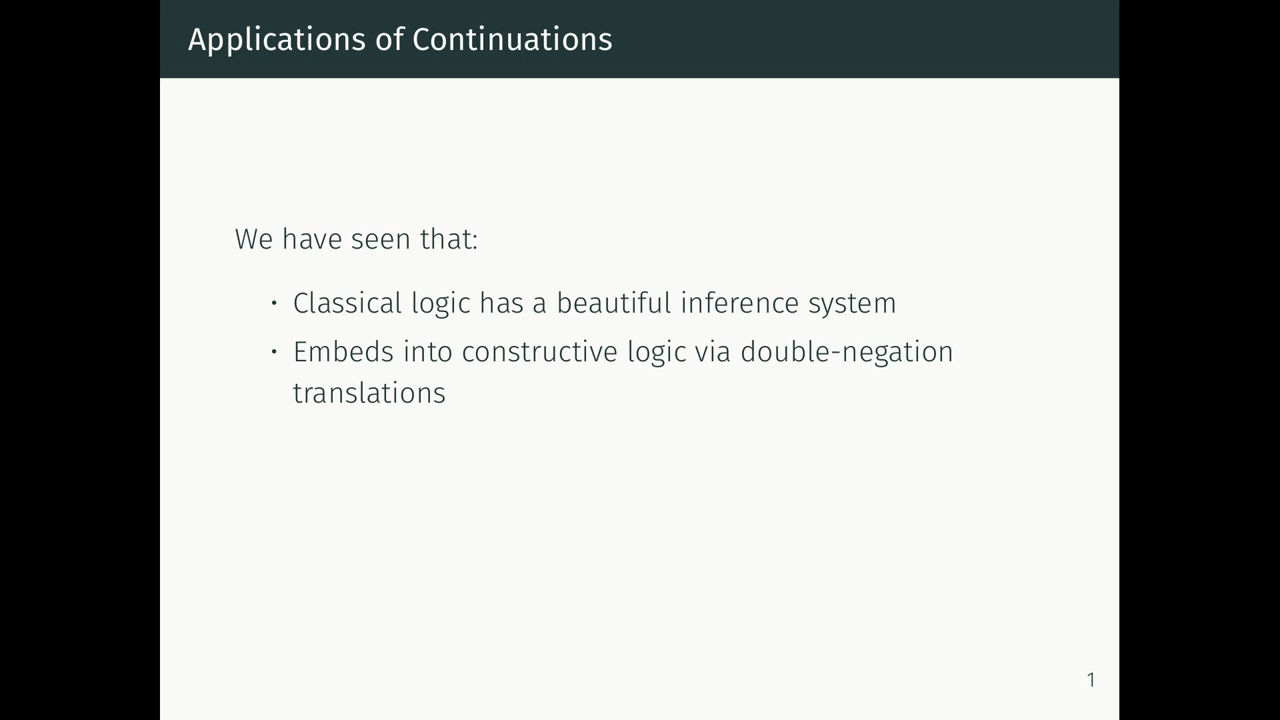 Applications of Continuations
We have seen that:
• Classical logic has a beautiful inference system
• Embeds into constructive logic via double-negation
translations
1